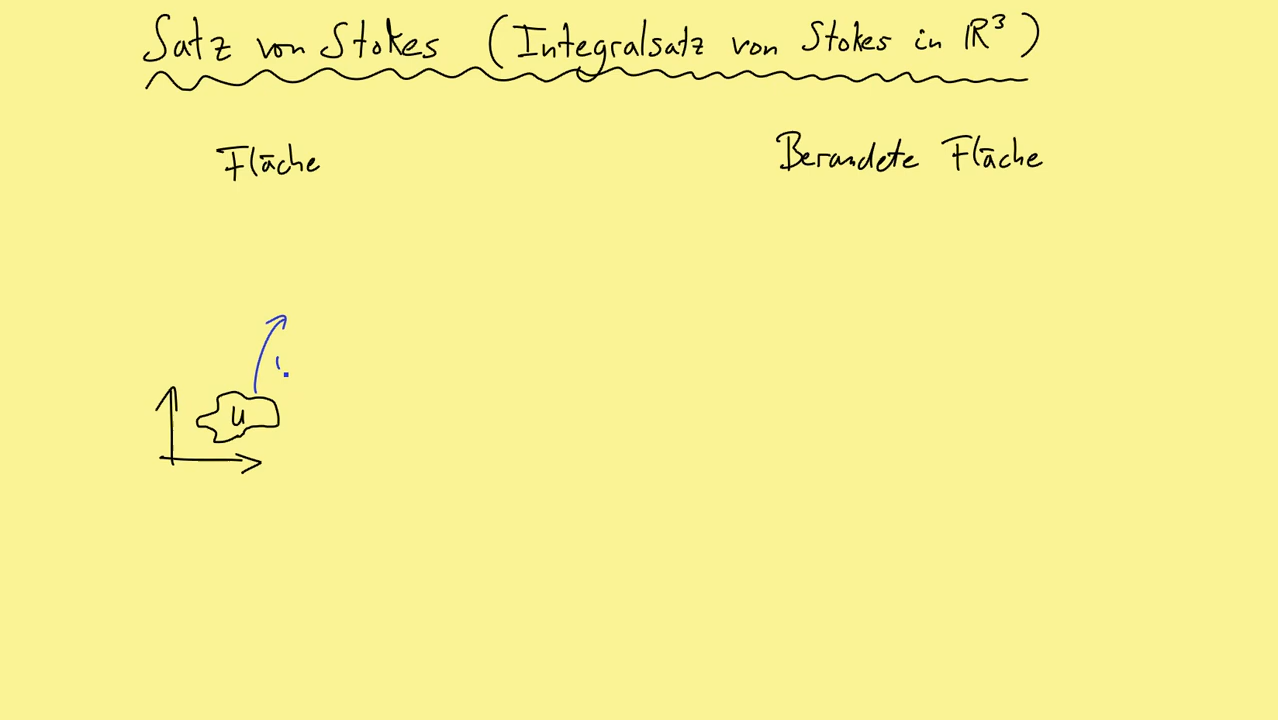 Satz von Stokes (Integralsatz von Stokes in ℝ³)
Fläche
Berandete Fläche
U